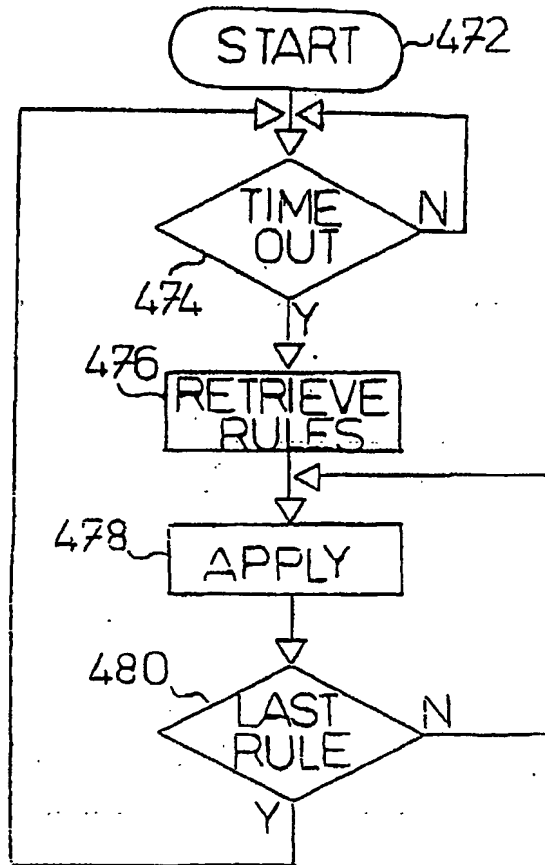 START
472
TIME
OUT
N
474
Y
476
RETRIEVE
RULES
478
APPLY
480
LAST
RULE
N
Y